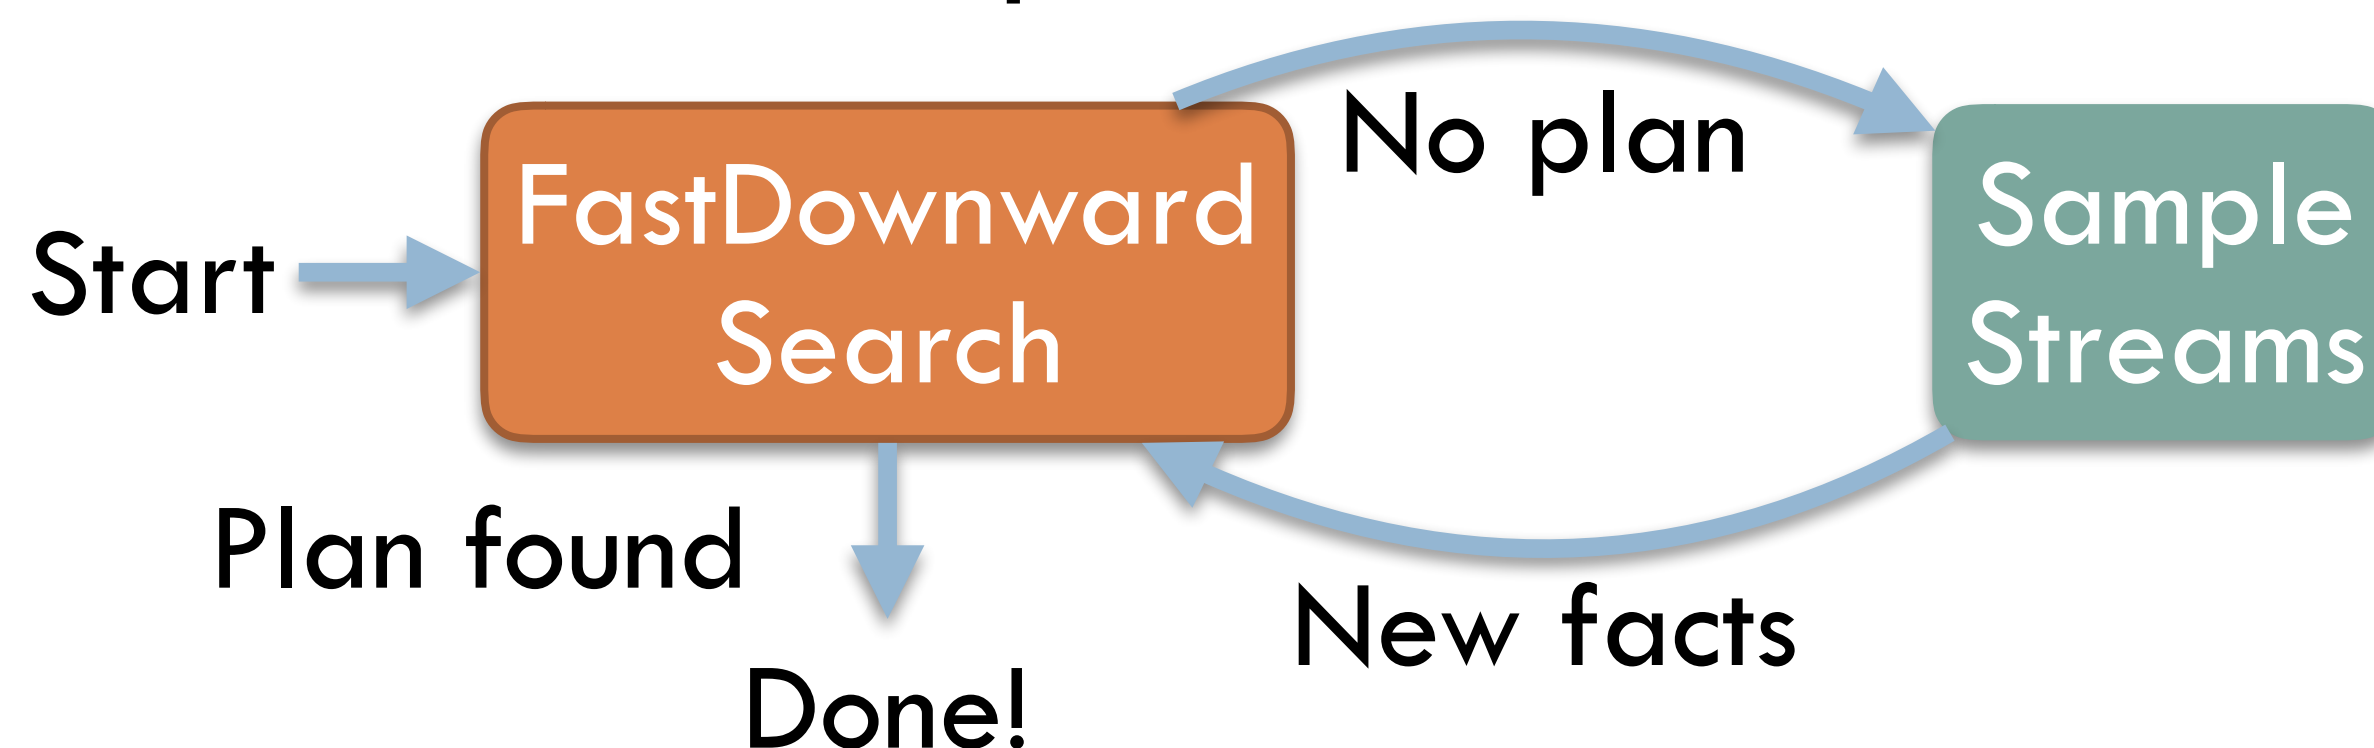 Start
FastDownward
Search
No plan
Sample
Streams
Plan found
New facts
Done!